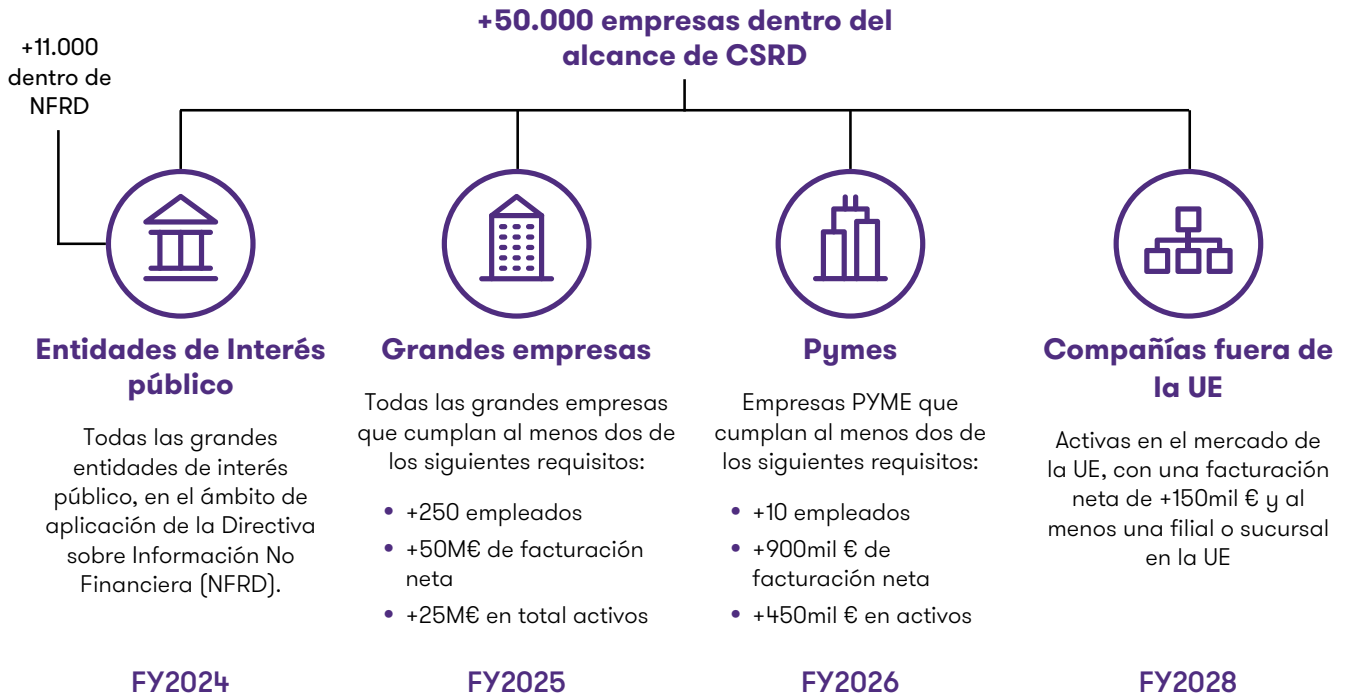 +50.000 empresas dentro del
alcance de CSRD
+11.000
dentro de
NFRD
Entidades de Interés
público
Todas las grandes
entidades de interés
público, en el ámbito de
aplicación de la Directiva
sobre Información No
Financiera (NFRD).
FY2024
Grandes empresas
Todas las grandes empresas
que cumplan al menos dos de
los siguientes requisitos:
• +250 empleados
• +50M€ de facturación
neta
• +25M€ en total activos
FY2025
Pymes
Empresas PYME que
cumplan al menos dos de
los siguientes requisitos:
• +10 empleados
• +900mil € de
facturación neta
• +450mil € en activos
FY2026
Compañías fuera de
la UE
Activas en el mercado de
la UE, con una facturación
neta de +150mil € y al
menos una filial o sucursal
en la UE
FY2028